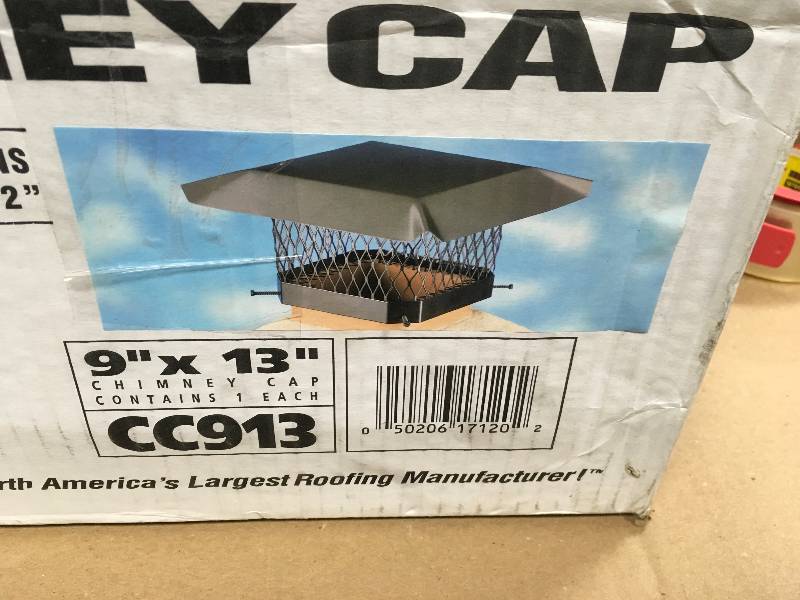 EY CAP
NS
2"
9" x 13"
CHIMNEY CAP
CONTAINS 1 EACH
CC913
0 50206 17120 2
rth America's Largest Roofing Manufacturer!™